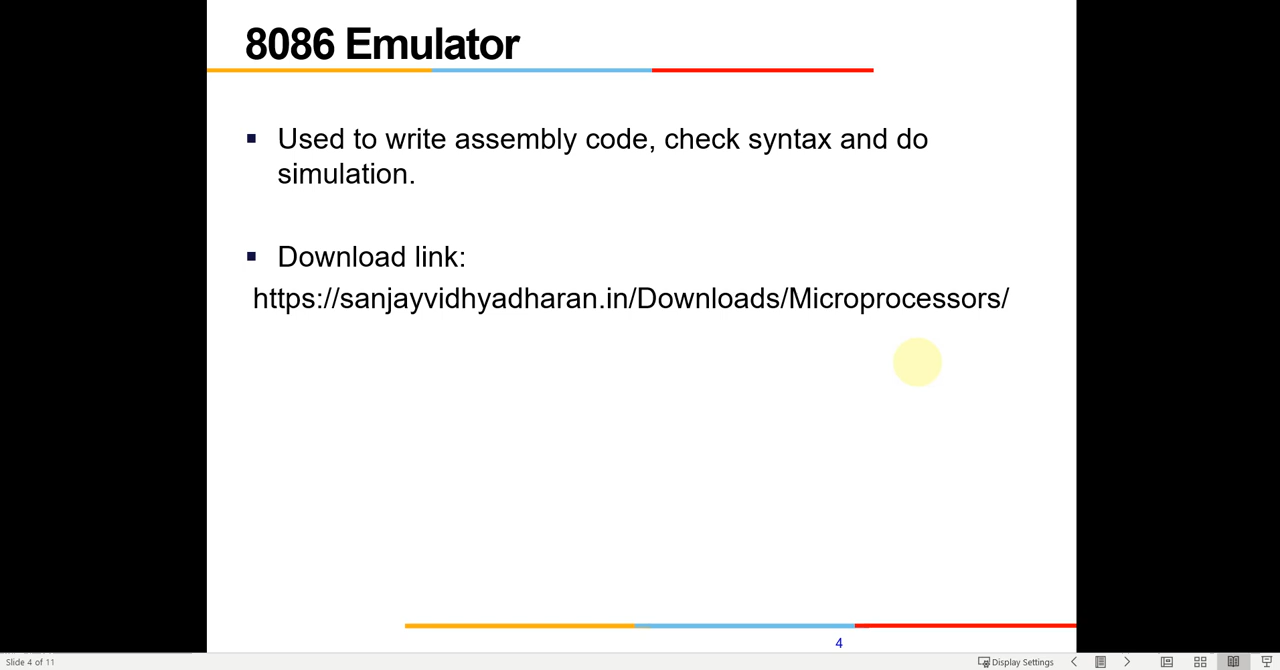 8086 Emulator
Used to write assembly code, check syntax and do
simulation.
Download link:
https://sanjayvidhyadharan.in/Downloads/Microprocessors/
4
Slide 4 of 11
Display Settings